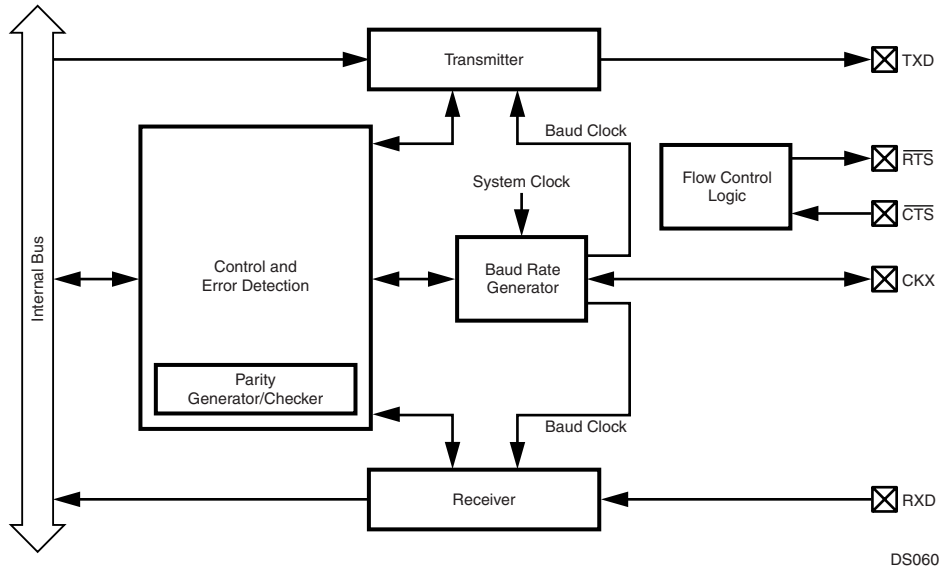 Transmitter
TXD
Baud Clock
RTS
System Clock
Flow Control
Logic
CTS
Internal Bus
Control and
Error Detection
Baud Rate
Generator
CKX
Parity
Generator/Checker
Baud Clock
Receiver
RXD
DS060